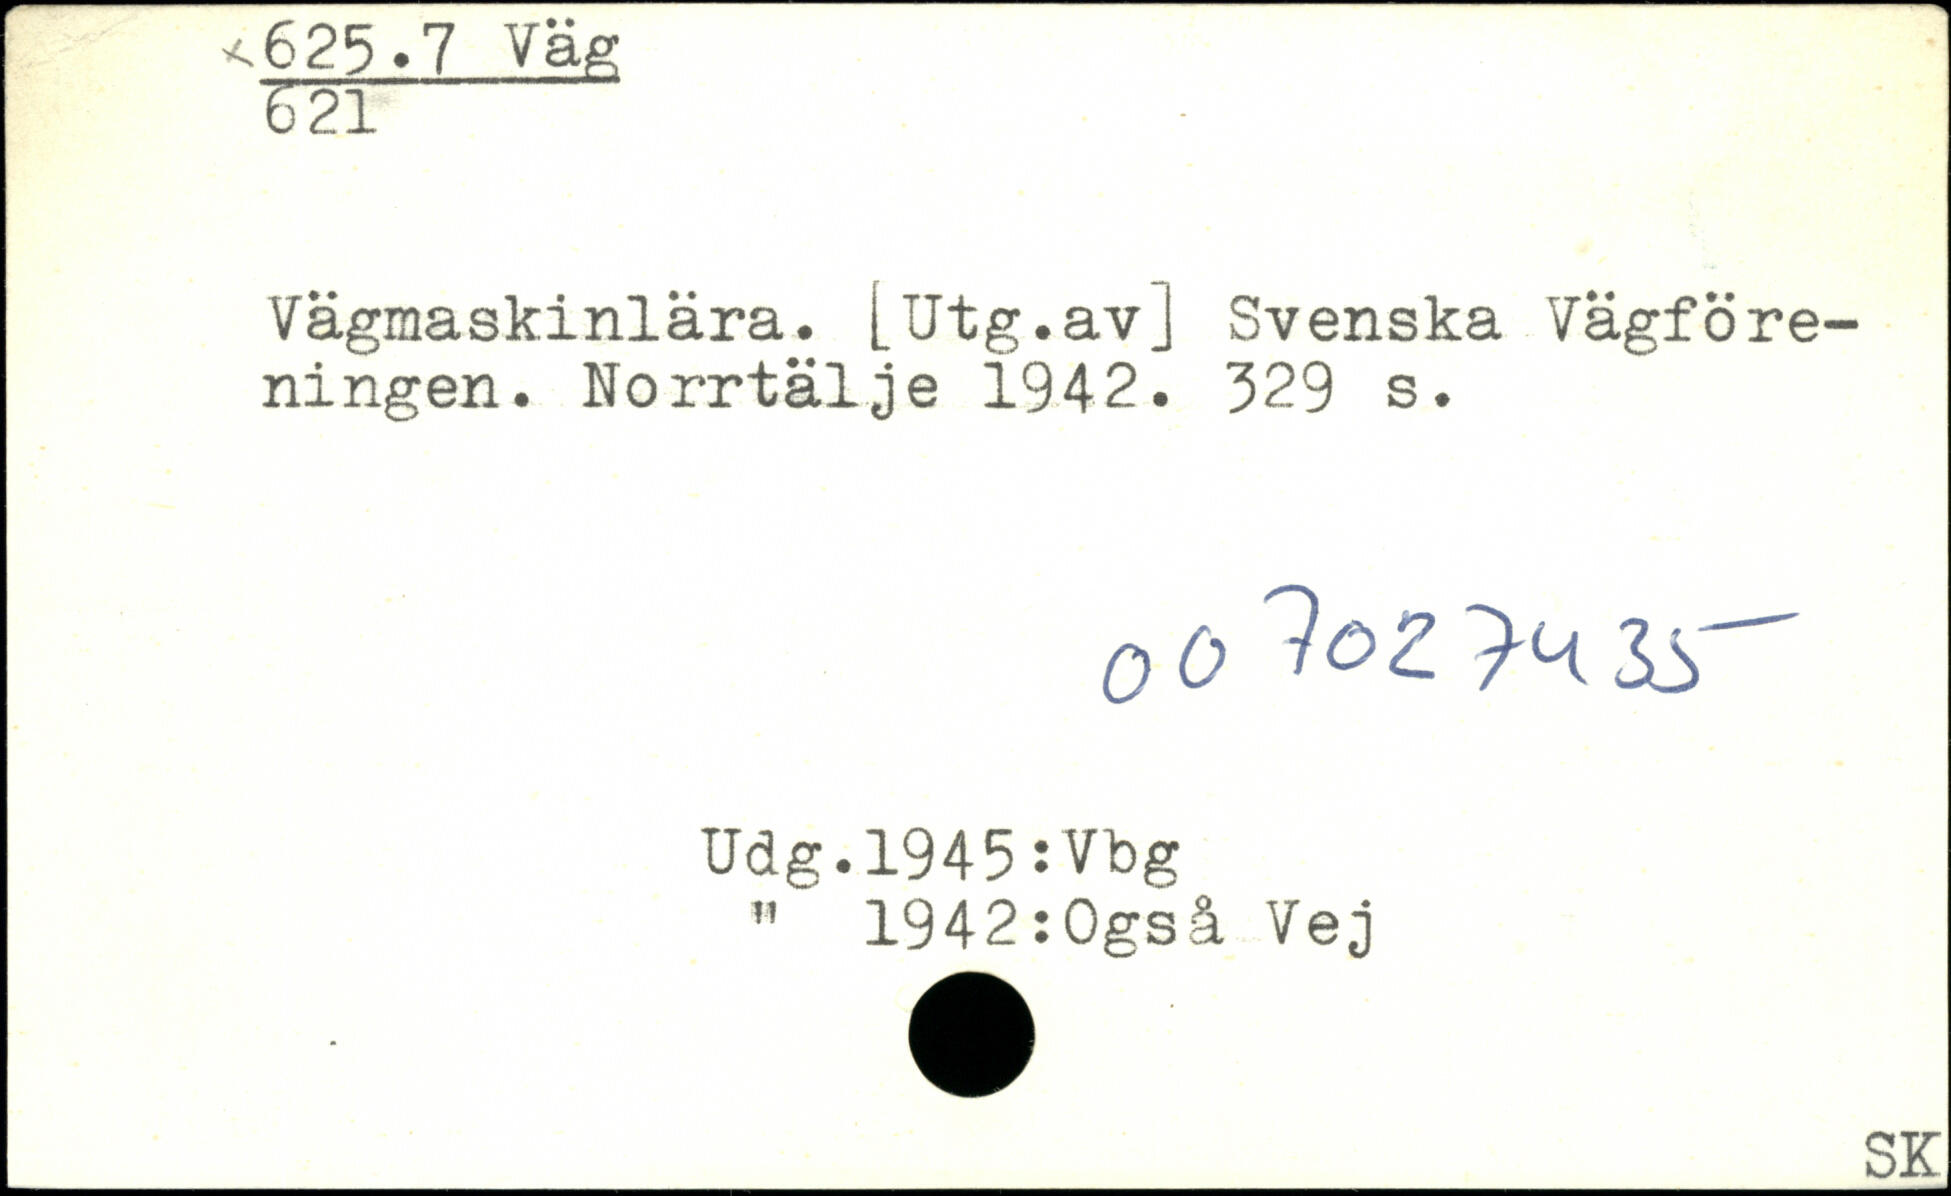 ×625.7 Väg
621
Vägmaskinlära. [Utg.av] Svenska Vägföre-
ningen. Norrtälje 1942. 329 s.
007027435
Udg.1945:Vbg
" 1942:Også Vej
SK